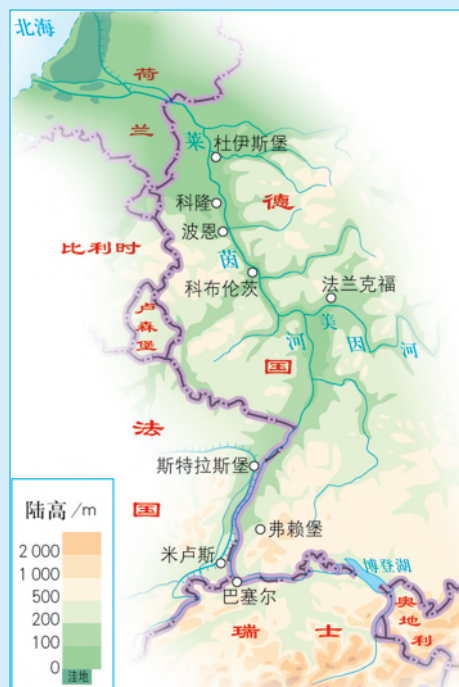 北海
荷
兰
莱
杜伊斯堡
科隆
德
波恩
比利时
茵
科布伦茨
法兰克福
卢森堡
河
美
因
河
国
法
斯特拉斯堡
国
陆高/m
2 000
1 000
500
200
100
0
洼地
弗赖堡
米卢斯
博登湖
巴塞尔
奥地利
瑞
士